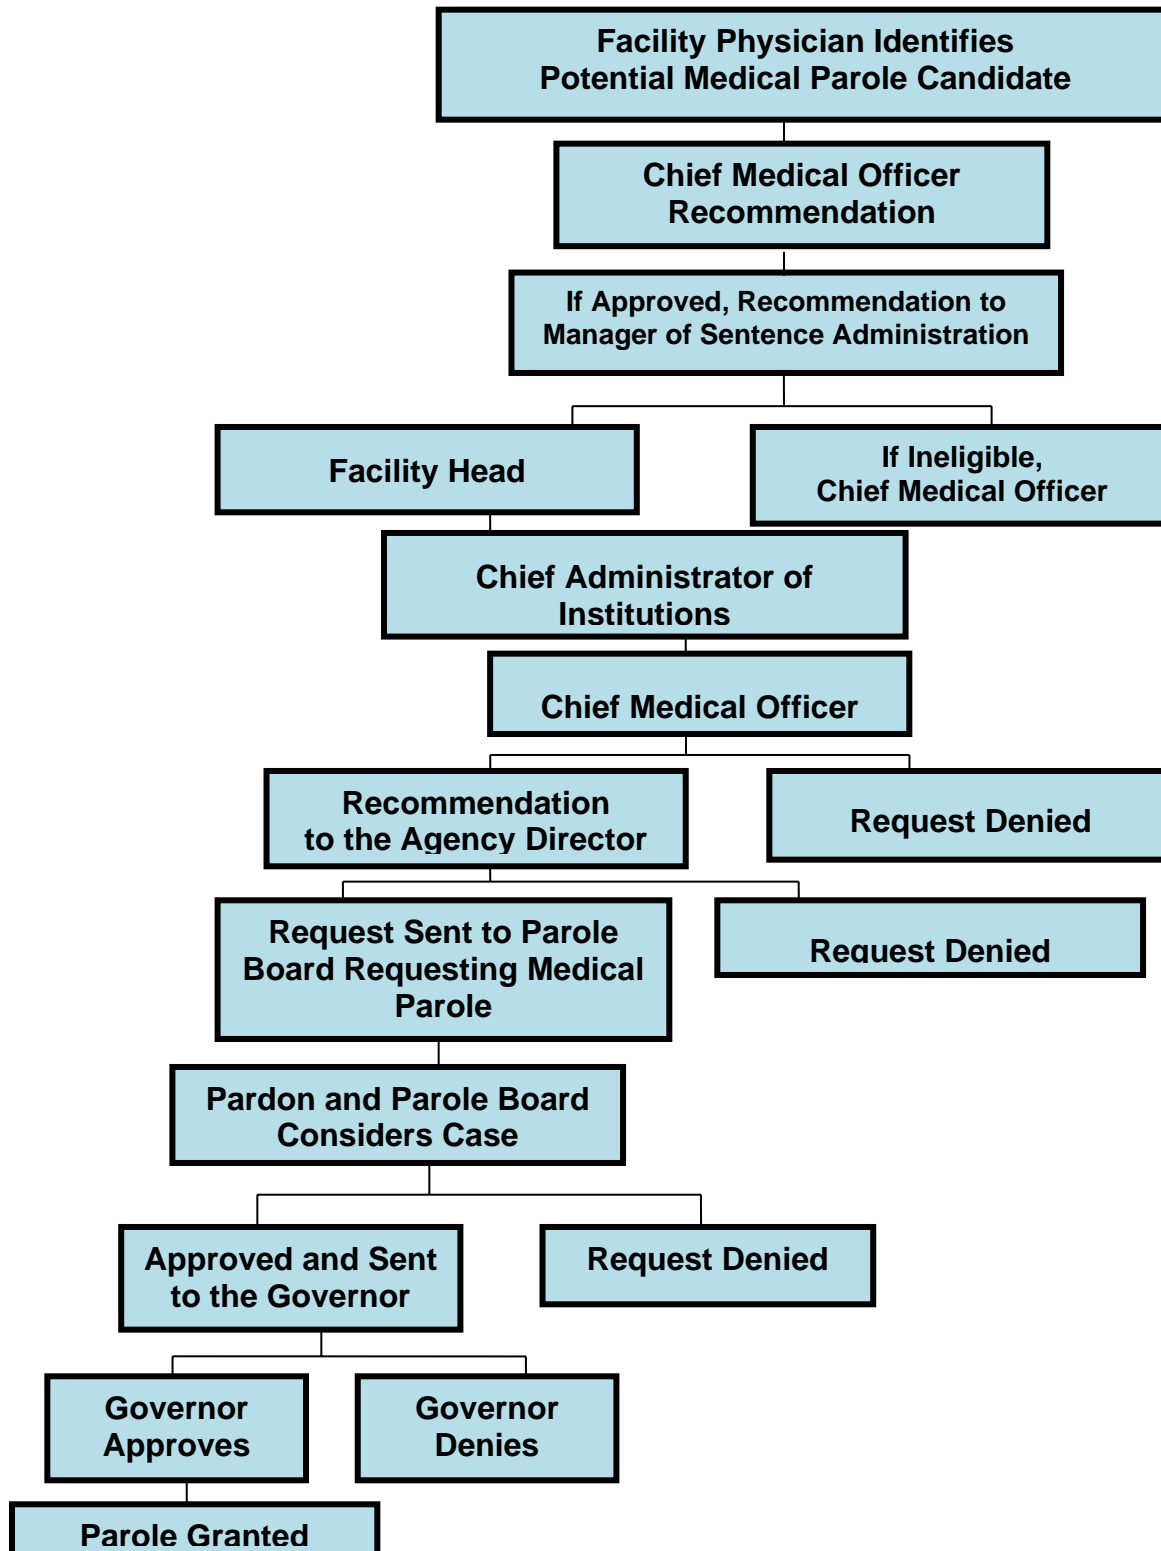 Facility Physician Identifies
Potential Medical Parole Candidate
Chief Medical Officer
Recommendation
If Approved, Recommendation to
Manager of Sentence Administration
Facility Head
If Ineligible,
Chief Medical Officer
Chief Administrator of
Institutions
Chief Medical Officer
Recommendation
to the Agency Director
Request Denied
Request Sent to Parole
Board Requesting Medical
Parole
Request Denied
Pardon and Parole Board
Considers Case
Approved and Sent
to the Governor
Request Denied
Governor
Approves
Governor
Denies
Parole Granted